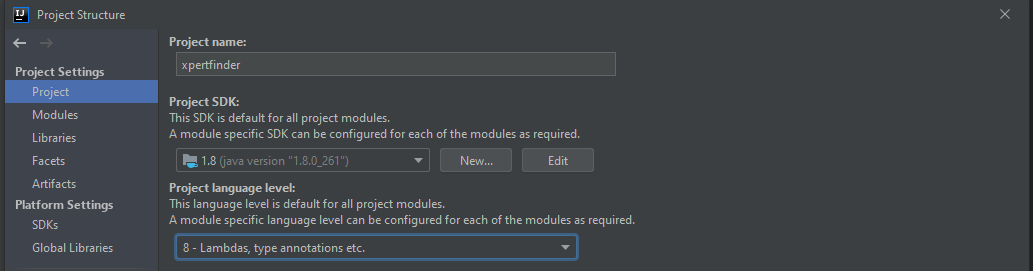 IJ Project Structure
Project Settings
Project
Modules
Libraries
Facets
Artifacts
Platform Settings
SDKs
Global Libraries
Project name:
xpertfinder
Project SDK:
This SDK is default for all project modules.
A module specific SDK can be configured for each of the modules as required.
1.8 (java version "1.8.0_261")
New...
Edit
Project language level:
This language level is default for all project modules.
A module specific language level can be configured for each of the modules as required.
8 - Lambdas, type annotations etc.